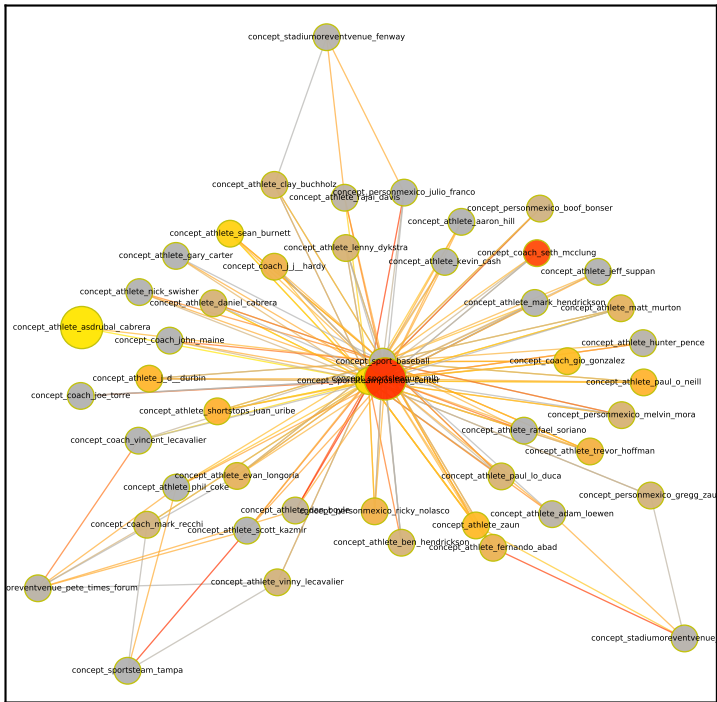 concept_stadiumoreventvenue_fenway
concept_athlete_clay_buchholz
concept_athlete_rajai_davis
concept_personmexico_julio_franco
concept_personmexico_boof_bonser
concept_athlete_aaron_hill
concept_athlete_sean_burnett
concept_athlete_lenny_dykstra
concept_coach_seth_mcclung
concept_athlete_gary_carter
concept_coach_j_j__hardy
concept_athlete_kevin_cash
concept_athlete_jeff_suppan
concept_athlete_nick_swisher
concept_athlete_daniel_cabrera
concept_athlete_mark_hendrickson
concept_athlete_matt_murton
concept_athlete_asdrubal_cabrera
concept_coach_john_maine
concept_athlete_hunter_pence
concept_sport_baseball
concept_coach_gio_gonzalez
concept_athlete_j_d__durbin
concept_sportsleague_mlb
concept_athlete_paul_o_neill
concept_coach_joe_torre
concept_athlete_shortstops_juan_uribe
concept_personmexico_melvin_mora
concept_athlete_rafael_soriano
concept_coach_vincent_lecavalier
concept_athlete_trevor_hoffman
concept_athlete_evan_longoria
concept_athlete_paul_lo_duca
concept_athlete_phil_coke
concept_personmexico_gregg_zau
concept_personmexico_ricky_nolasco
concept_athlete_adam_loewen
concept_coach_mark_recchi
concept_athlete_scott_kazmir
concept_athlete_zaun
concept_athlete_ben_hendrickson
concept_athlete_fernando_abad
oreventvenue_pete_times_forum
concept_athlete_vinny_lecavalier
concept_stadiumoreventvenue_
concept_sportsteam_tampa